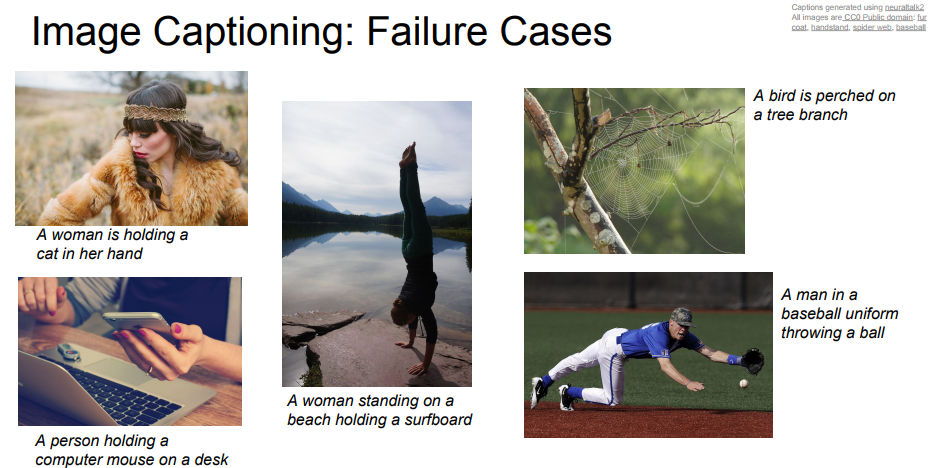 Image Captioning: Failure Cases
Captions generated using neuraltalk2
All images are CC0 Public domain: fur
coat, handstand, spider web, baseball
A woman is holding a
cat in her hand
A person holding a
computer mouse on a desk
A woman standing on a
beach holding a surfboard
A bird is perched on
a tree branch
A man in a
baseball uniform
throwing a ball